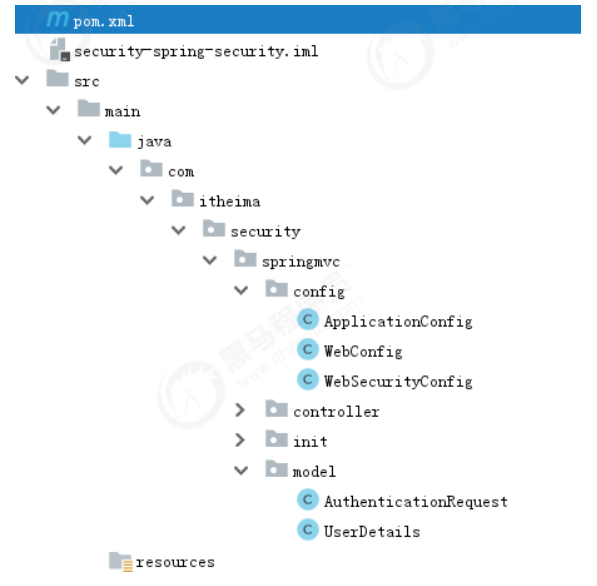 pom.xml
security-spring-security.iml
src
main
java
com
itheima
security
springmvc
config
ApplicationConfig
WebConfig
WebSecurityConfig
controller
init
model
AuthenticationRequest
UserDetails
resources